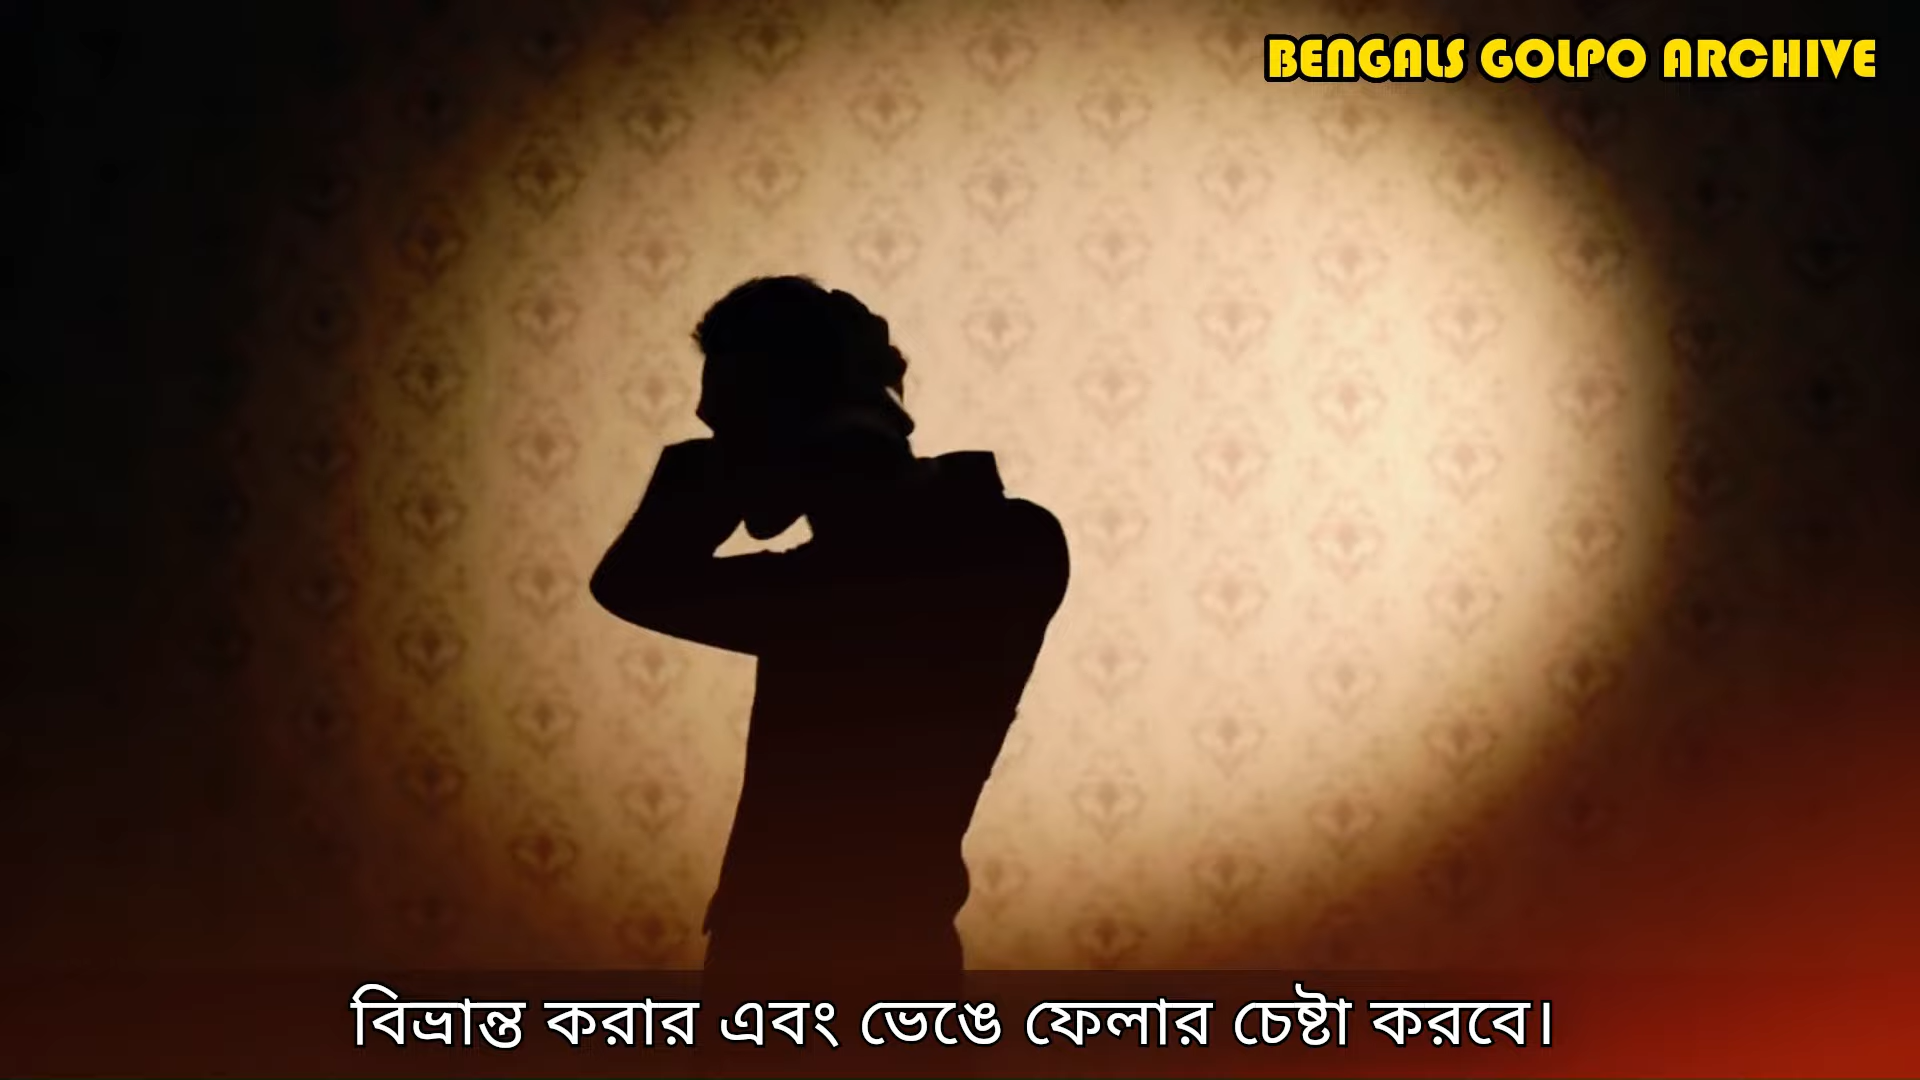 BENGALS GOLPO ARCHIVE
বিভ্রান্ত করার এবং ভেঙে ফেলার চেষ্টা করবে।